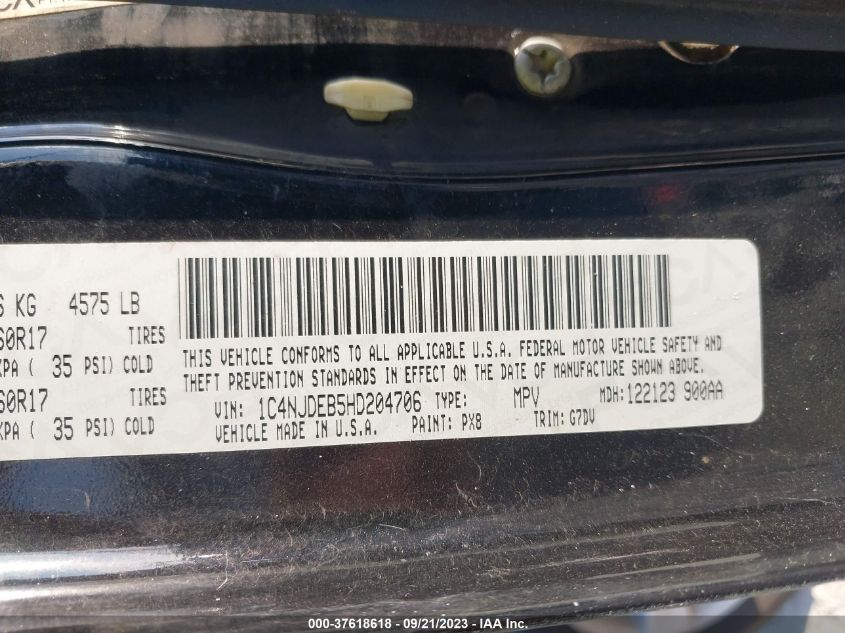 S KG 4575 LB
60R17 TIRES
KPA ( 35 PSI) COLD
60R17 TIRES
KPA ( 35 PSI) COLD
THIS VEHICLE CONFORMS TO ALL APPLICABLE U.S.A. FEDERAL MOTOR VEHICLE SAFETY AND
THEFT PREVENTION STANDARDS IN EFFECT ON THE DATE OF MANUFACTURE SHOWN ABOVE.
VIN: 1C4NJDEB5HD204706 TYPE: MPV MDH: 122123 900AA
VEHICLE MADE IN U.S.A. PAINT: PX8 TRIM: G7DV
000-37618618 - 09/21/2023 - IAA Inc.